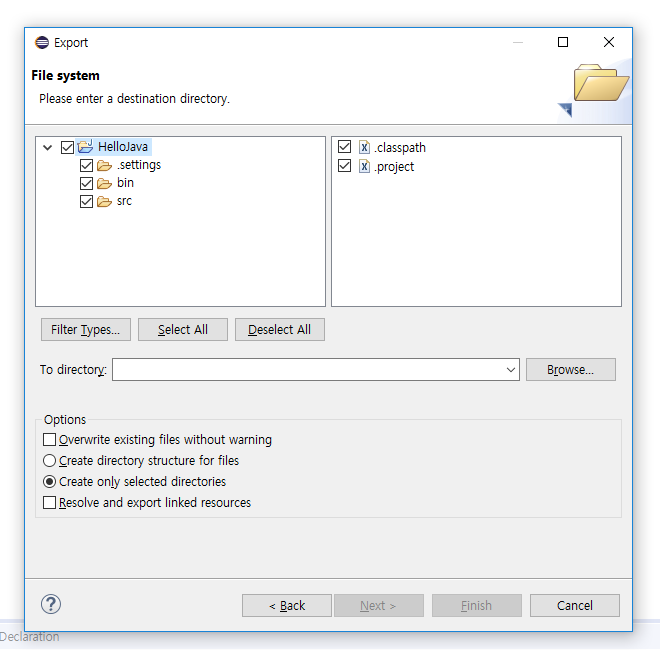 Export
File system
Please enter a destination directory.
HelloJava
.settings
bin
src
.classpath
.project
Filter Types...
Select All
Deselect All
To directory:
Browse...
Options
Overwrite existing files without warning
Create directory structure for files
Create only selected directories
Resolve and export linked resources
?
< Back
Next >
Finish
Cancel
Declaration